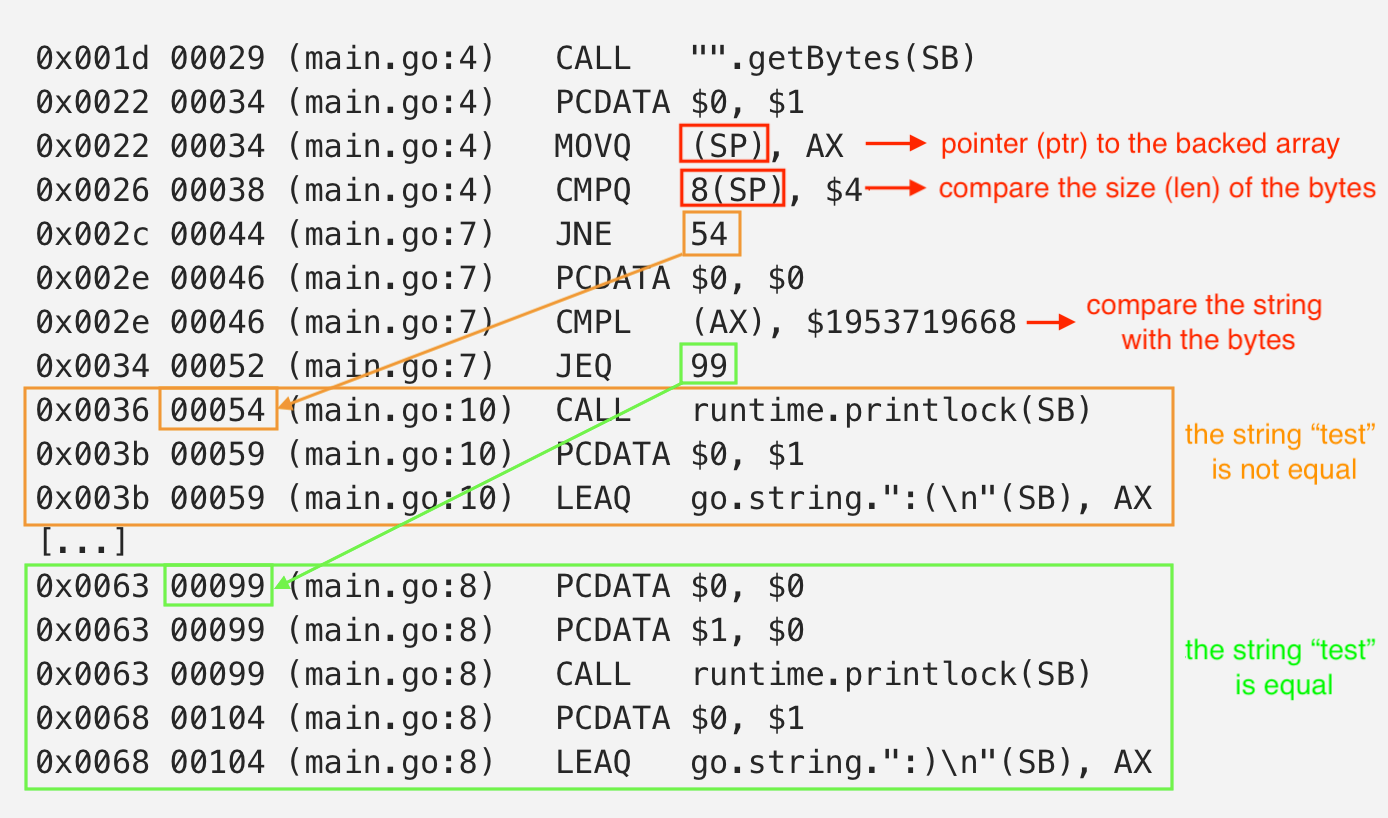 0x001d 00029 (main.go:4) CALL "".getBytes(SB)
0x0022 00034 (main.go:4) PCDATA $0, $1
0x0022 00034 (main.go:4) MOVQ (SP), AX pointer (ptr) to the backed array
0x0026 00038 (main.go:4) CMPQ 8(SP), $4 compare the size (len) of the bytes
0x002c 00044 (main.go:7) JNE 54
0x002e 00046 (main.go:7) PCDATA $0, $0
0x002e 00046 (main.go:7) CMPL (AX), $1953719668
compare the string
with the bytes
0x0034 00052 (main.go:7) JEQ 99
0x0036 00054 (main.go:10) CALL runtime.printlock(SB)
0x003b 00059 (main.go:10) PCDATA $0, $1
0x003b 00059 (main.go:10) LEAQ go.string.":(\n"(SB), AX
the string “test”
is not equal
[...]
0x0063 00099 (main.go:8) PCDATA $0, $0
0x0063 00099 (main.go:8) PCDATA $1, $0
0x0063 00099 (main.go:8) CALL runtime.printlock(SB)
0x0068 00104 (main.go:8) PCDATA $0, $1
0x0068 00104 (main.go:8) LEAQ go.string.":)\n"(SB), AX
the string “test”
is equal